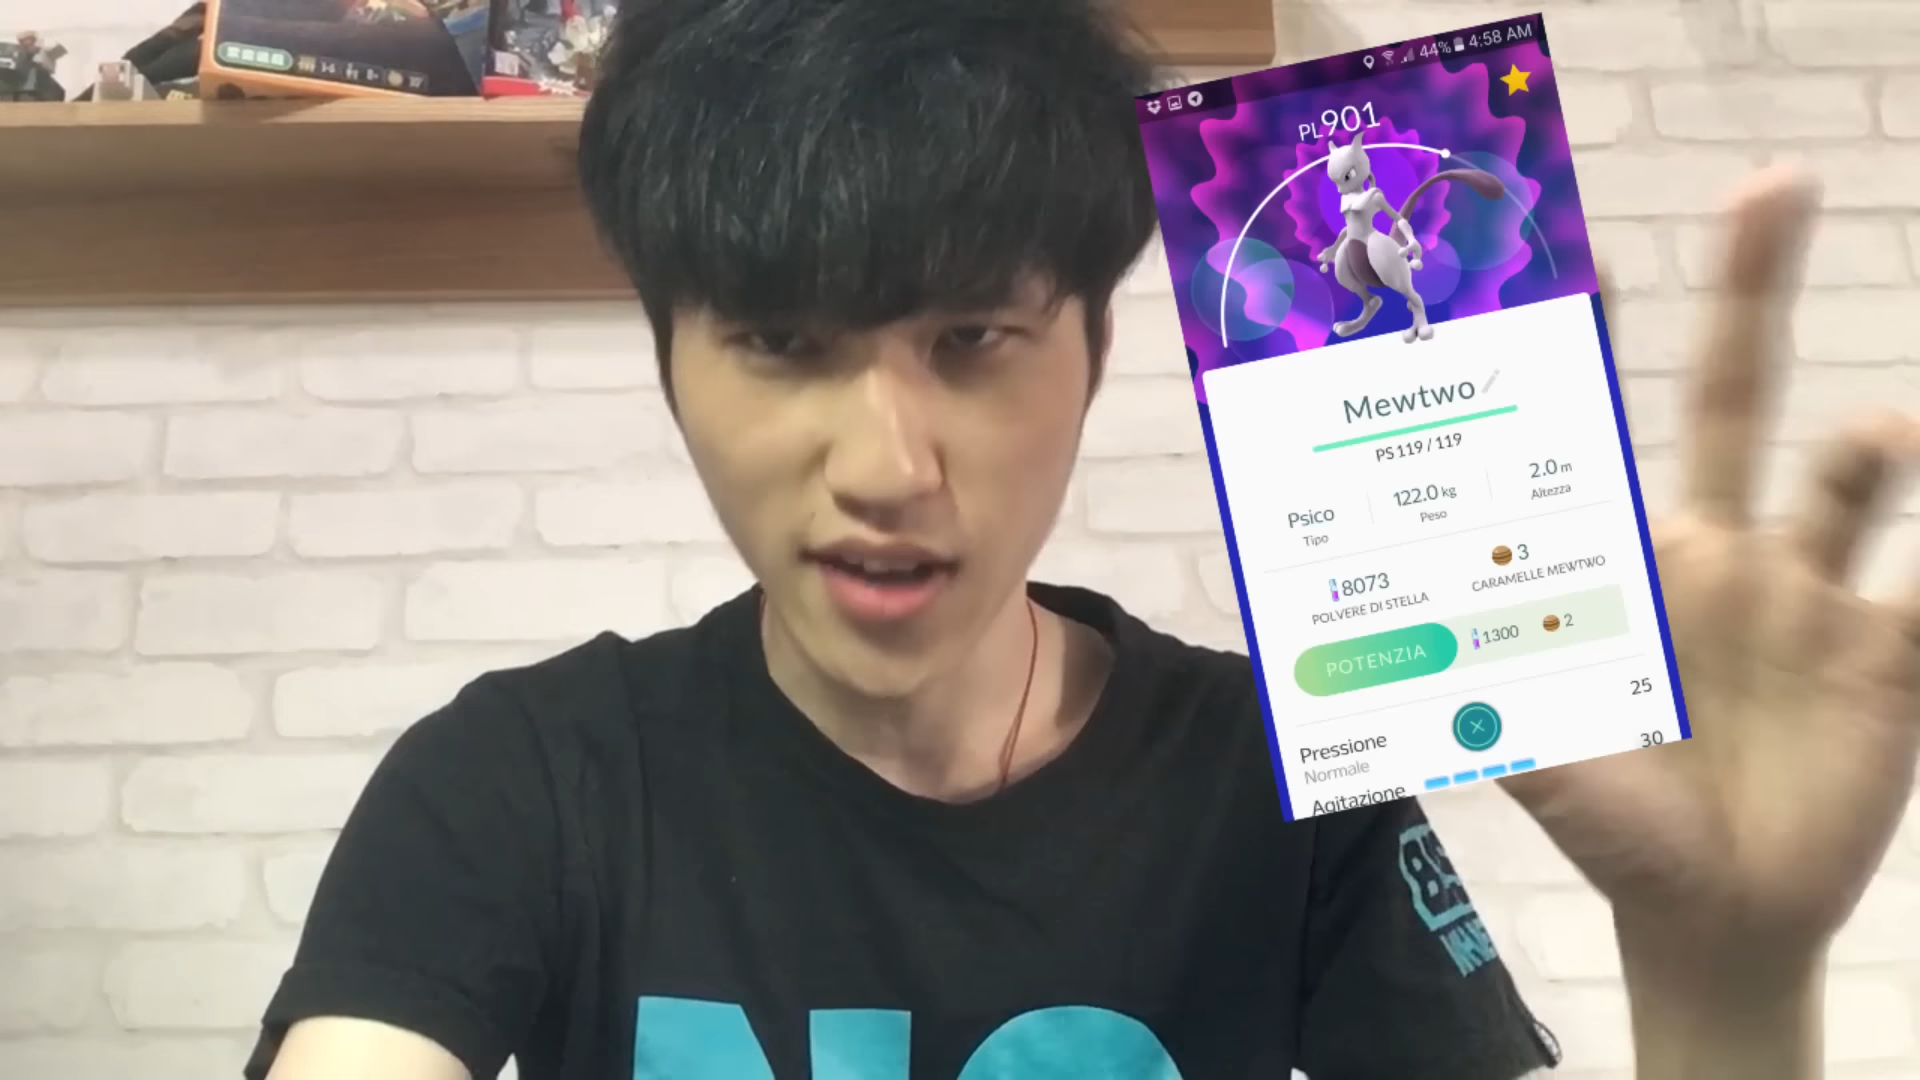 44% 4:58 AM
PL901
Mewtwo
PS 119 / 119
Psico
Tipo
122.0 kg
Peso
2.0 m
Altezza
8073
POLVERE DI STELLA
3
CARAMELLE MEWTWO
POTENZIA
1300
2
Pressione
Normale
25
Agitazione
30